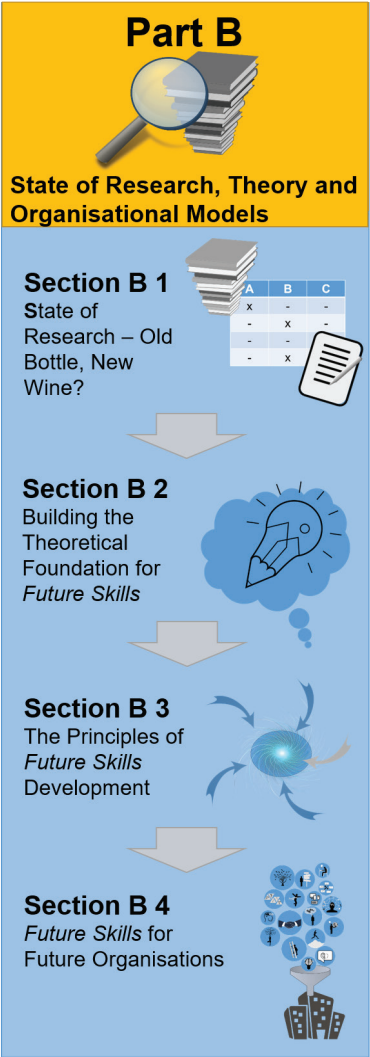 Part B
State of Research, Theory and
Organisational Models
Section B 1
State of
Research – Old
Bottle, New
Wine?
A B C
x - -
- x -
- -
- x
Section B 2
Building the
Theoretical
Foundation for
Future Skills
Section B 3
The Principles of
Future Skills
Development
Section B 4
Future Skills for
Future Organisations